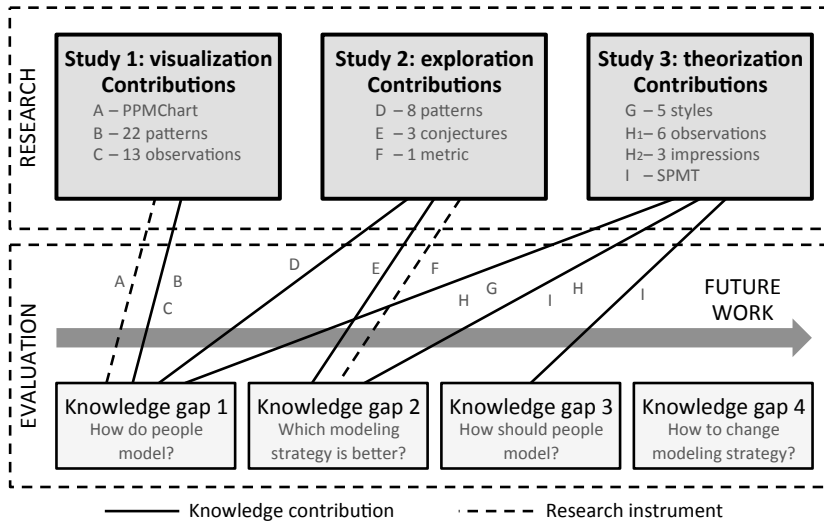 RESEARCH
Study 1: visualization
Contributions
A – PPMChart
B – 22 patterns
C – 13 observations
Study 2: exploration
Contributions
D – 8 patterns
E – 3 conjectures
F – 1 metric
Study 3: theorization
Contributions
G – 5 styles
H1– 6 observations
H2– 3 impressions
I – SPMT
EVALUATION
A
B
C
D
E
F
H
G
I
H
I
FUTURE
WORK
Knowledge gap 1
How do people
model?
Knowledge gap 2
Which modeling
strategy is better?
Knowledge gap 3
How should people
model?
Knowledge gap 4
How to change
modeling strategy?
Knowledge contribution
Research instrument